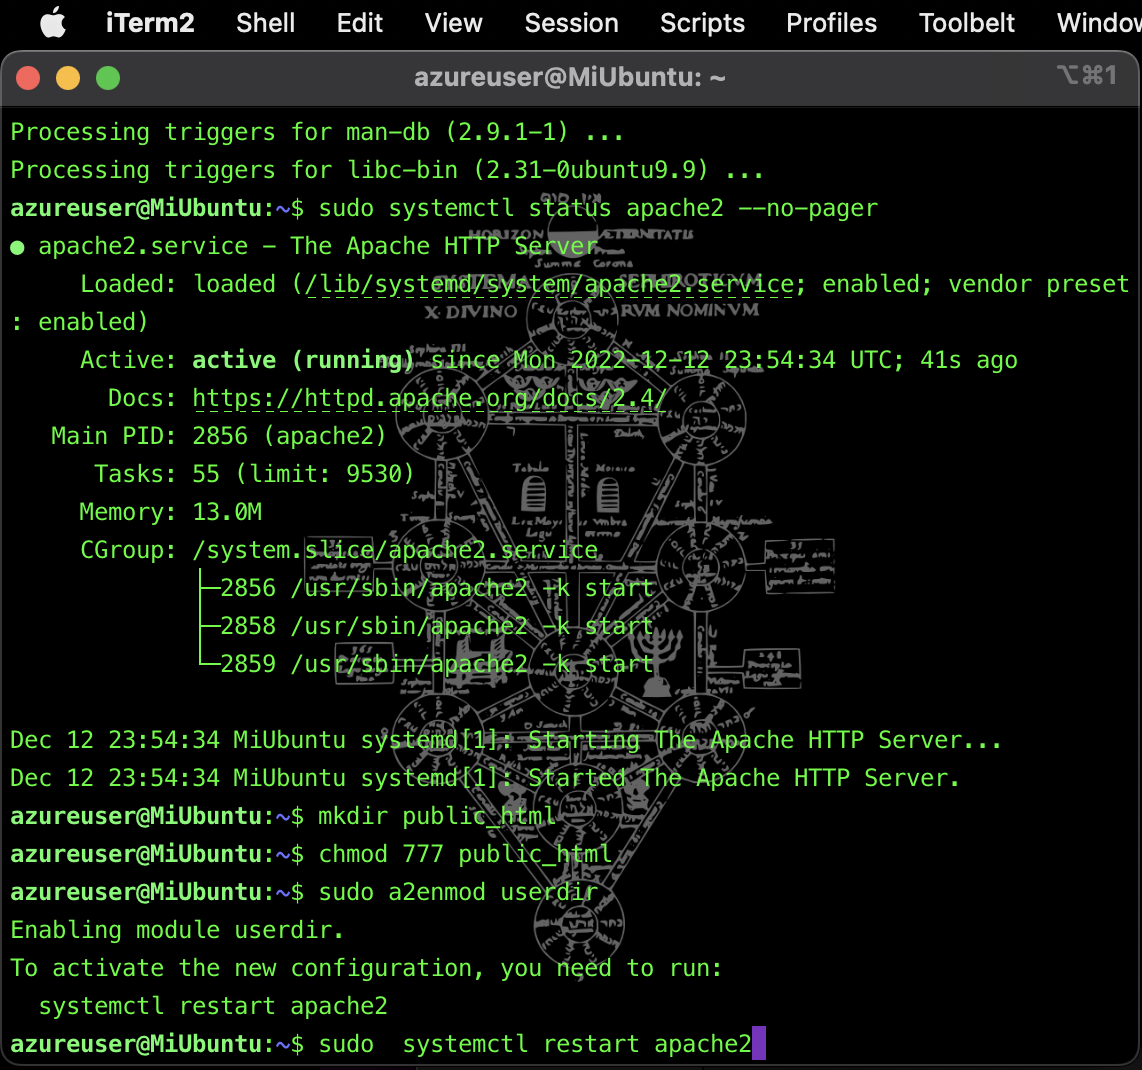 iTerm2 Shell Edit View Session Scripts Profiles Toolbelt Window
azureuser@MiUbuntu: ~ ⌥⌘1
Processing triggers for man-db (2.9.1-1) ...
Processing triggers for libc-bin (2.31-0ubuntu9.9) ...
azureuser@MiUbuntu:~$ sudo systemctl status apache2 --no-pager
● apache2.service - The Apache HTTP Server
Loaded: loaded (/lib/systemd/system/apache2.service; enabled; vendor preset
: enabled)
Active: active (running) since Mon 2022-12-12 23:54:34 UTC; 41s ago
Docs: https://httpd.apache.org/docs/2.4/
Main PID: 2856 (apache2)
Tasks: 55 (limit: 9530)
Memory: 13.0M
CGroup: /system.slice/apache2.service
├─2856 /usr/sbin/apache2 -k start
├─2858 /usr/sbin/apache2 -k start
└─2859 /usr/sbin/apache2 -k start
Dec 12 23:54:34 MiUbuntu systemd[1]: Starting The Apache HTTP Server...
Dec 12 23:54:34 MiUbuntu systemd[1]: Started The Apache HTTP Server.
azureuser@MiUbuntu:~$ mkdir public_html
azureuser@MiUbuntu:~$ chmod 777 public_html
azureuser@MiUbuntu:~$ sudo a2enmod userdir
Enabling module userdir.
To activate the new configuration, you need to run:
systemctl restart apache2
azureuser@MiUbuntu:~$ sudo  systemctl restart apache2
HORIZON ÆTERNITATIS
Summa Corona
X DIVINO RVM NOMINVM